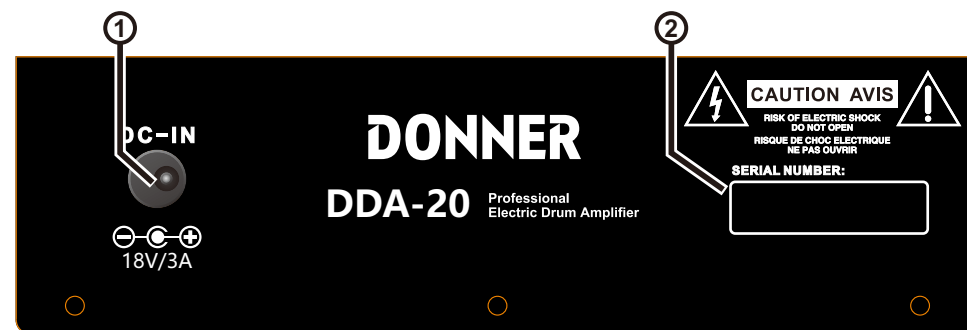 1
2
DC-IN
18V/3A
DONNER
DDA-20
Professional
Electric Drum Amplifier
CAUTION AVIS
RISK OF ELECTRIC SHOCK
DO NOT OPEN
RISQUE DE CHOC ELECTRIQUE
NE PAS OUVRIR
SERIAL NUMBER: